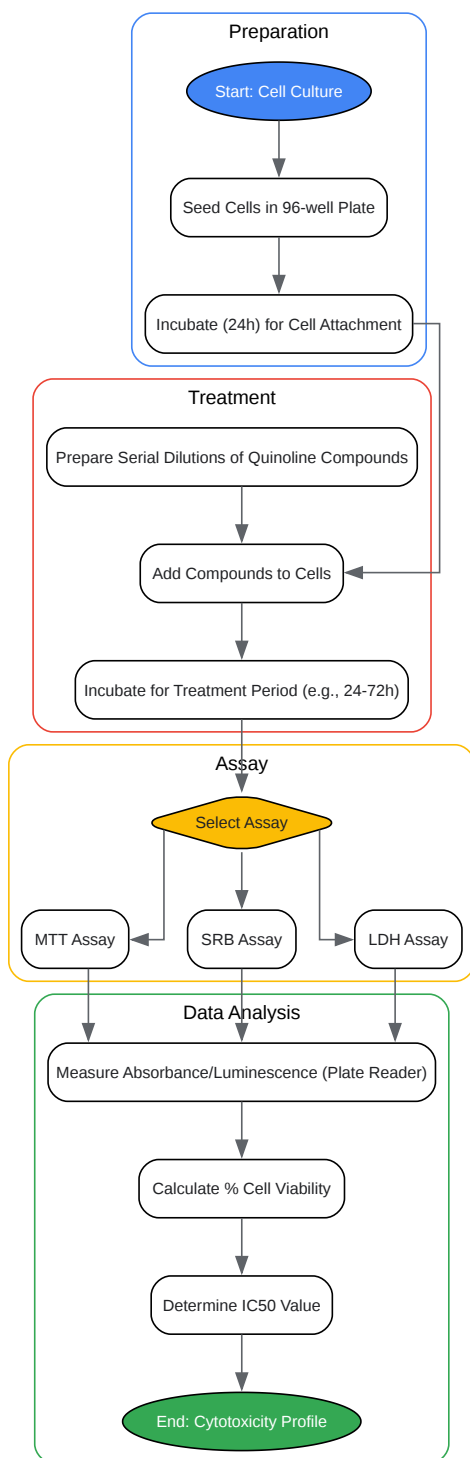 Preparation
Start: Cell Culture
Seed Cells in 96-well Plate
Incubate (24h) for Cell Attachment
Treatment
Prepare Serial Dilutions of Quinoline Compounds
Add Compounds to Cells
Incubate for Treatment Period (e.g., 24-72h)
Assay
Select Assay
MTT Assay
SRB Assay
LDH Assay
Data Analysis
Measure Absorbance/Luminescence (Plate Reader)
Calculate % Cell Viability
Determine IC50 Value
End: Cytotoxicity Profile